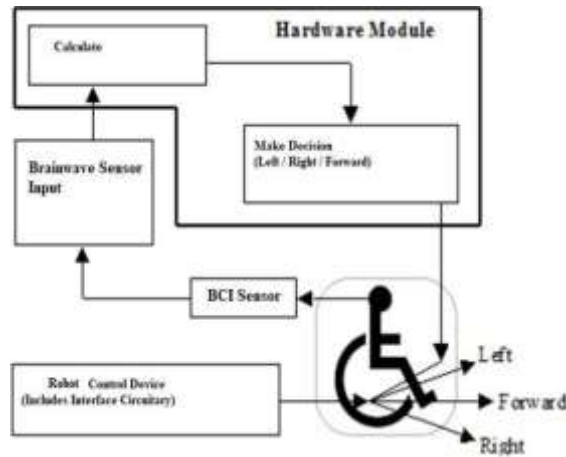 Hardware Module
Calculate
Make Decision
(Left / Right / Forward)
Brainwave Sensor
Input
BCI Sensor
Robot Control Device
(Includes Interface Circuitary)
Left
Forward
Right